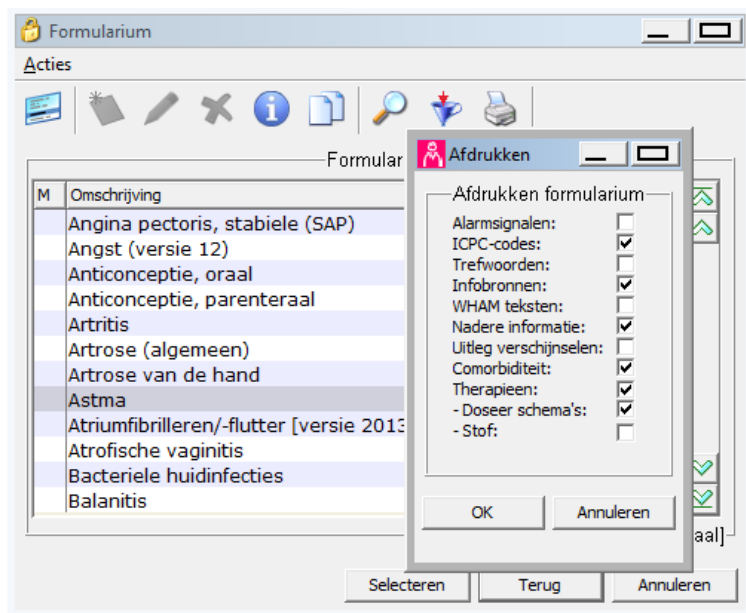 Formularium
Acties
Formular
M Omschrijving
Angina pectoris, stabiele (SAP)
Angst (versie 12)
Anticonceptie, oraal
Anticonceptie, parenteraal
Artritis
Artrose (algemeen)
Artrose van de hand
Astma
Atriumfibrilleren/-flutter [versie 2013
Atrofische vaginitis
Bacteriele huidinfecties
Balanitis
aal]
Selecteren Terug Annuleren
Afdrukken
Afdrukken formularium
Alarmsignalen:
ICPC-codes:
Trefwoorden:
Infobronnen:
WHAM teksten:
Nadere informatie:
Uitleg verschijnselen:
Comorbiditeit:
Therapieen:
- Doseer schema's:
- Stof:
OK Annuleren